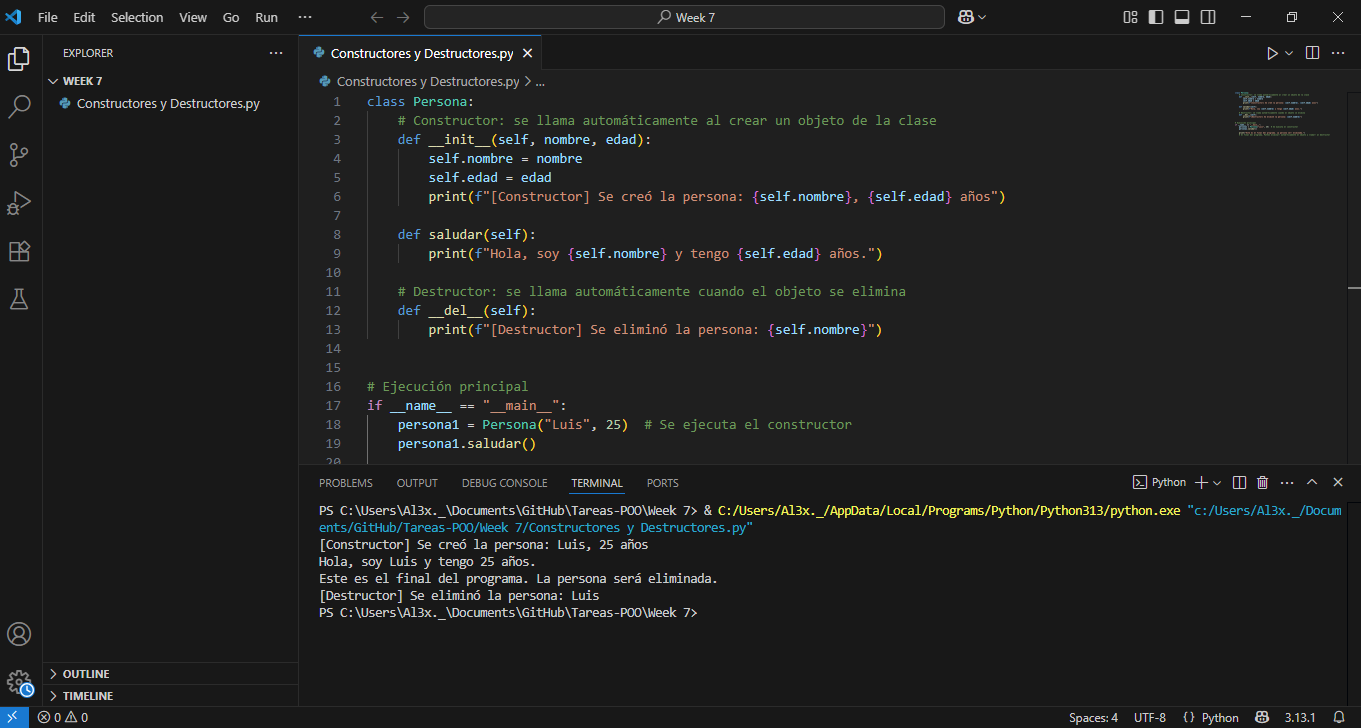 File Edit Selection View Go Run ··· Week 7
EXPLORER ···
WEEK 7
Constructores y Destructores.py
Constructores y Destructores.py
Constructores y Destructores.py > ...
1 class Persona:
2 # Constructor: se llama automáticamente al crear un objeto de la clase
3 def __init__(self, nombre, edad):
4 self.nombre = nombre
5 self.edad = edad
6 print(f"[Constructor] Se creó la persona: {self.nombre}, {self.edad} años")
7
8 def saludar(self):
9 print(f"Hola, soy {self.nombre} y tengo {self.edad} años.")
10
11 # Destructor: se llama automáticamente cuando el objeto se elimina
12 def __del__(self):
13 print(f"[Destructor] Se eliminó la persona: {self.nombre}")
14
15
16 # Ejecución principal
17 if __name__ == "__main__":
18 persona1 = Persona("Luis", 25)  # Se ejecuta el constructor
19 persona1.saludar()
20
PROBLEMS OUTPUT DEBUG CONSOLE TERMINAL PORTS Python
PS C:\Users\Al3x._\Documents\GitHub\Tareas-POO\Week 7> & C:/Users/Al3x._/AppData/Local/Programs/Python/Python313/python.exe "c:/Users/Al3x._/Docum
ents/GitHub/Tareas-POO/Week 7/Constructores y Destructores.py"
[Constructor] Se creó la persona: Luis, 25 años
Hola, soy Luis y tengo 25 años.
Este es el final del programa. La persona será eliminada.
[Destructor] Se eliminó la persona: Luis
PS C:\Users\Al3x._\Documents\GitHub\Tareas-POO\Week 7>
OUTLINE
TIMELINE
0 0 Spaces: 4 UTF-8 {} Python 3.13.1